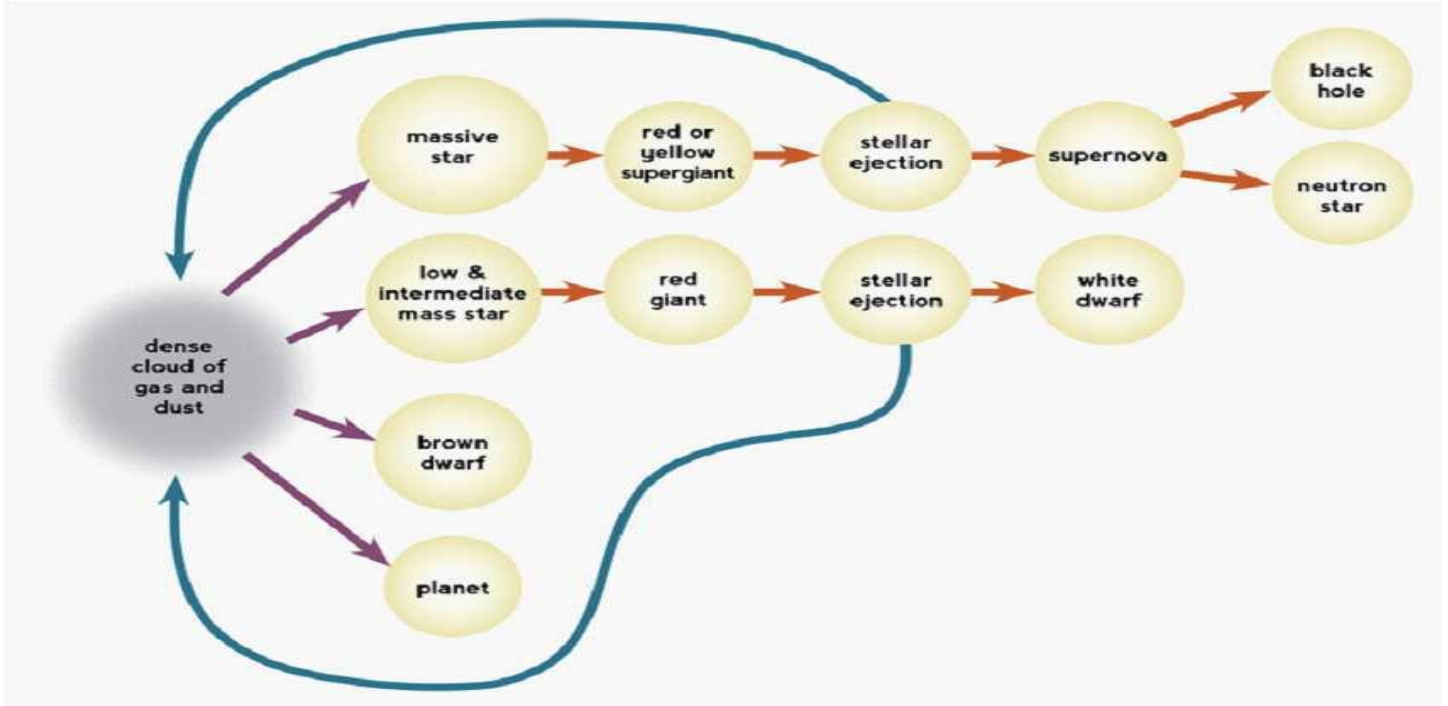 massive
star
red or
yellow
supergiant
stellar
ejection
supernova
black
hole
neutron
star
low &
intermediate
mass star
red
giant
stellar
ejection
white
dwarf
dense
cloud of
gas and
dust
brown
dwarf
planet